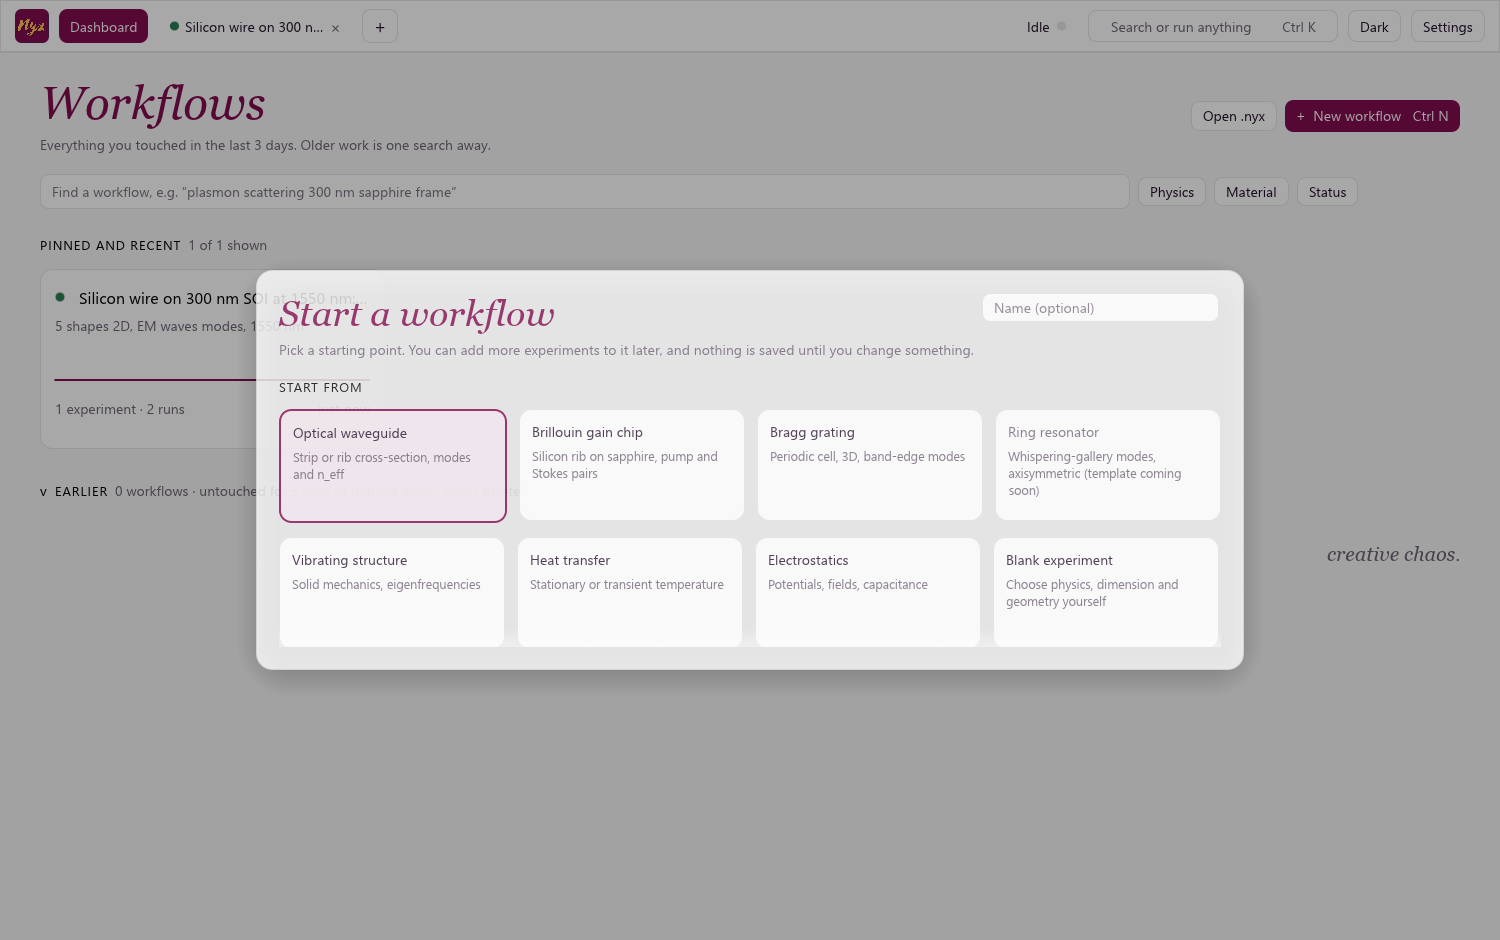 Nyx
Dashboard
Silicon wire on 300 n... ×
+
Idle
Search or run anything Ctrl K
Dark
Settings
Workflows
Everything you touched in the last 3 days. Older work is one search away.
Open .nyx
+ New workflow Ctrl N
Find a workflow, e.g. “plasmon scattering 300 nm sapphire frame”
Physics
Material
Status
PINNED AND RECENT 1 of 1 shown
Silicon wire on 300 nm SOI at 1550 nm:...
5 shapes 2D, EM waves modes, 1550 nm
1 experiment · 2 runs
v EARLIER 0 workflows · untouched for
Start a workflow
Name (optional)
Pick a starting point. You can add more experiments to it later, and nothing is saved until you change something.
START FROM
Optical waveguide
Strip or rib cross-section, modes
and n_eff
Brillouin gain chip
Silicon rib on sapphire, pump and
Stokes pairs
Bragg grating
Periodic cell, 3D, band-edge modes
Ring resonator
Whispering-gallery modes,
axisymmetric (template coming
soon)
Vibrating structure
Solid mechanics, eigenfrequencies
Heat transfer
Stationary or transient temperature
Electrostatics
Potentials, fields, capacitance
Blank experiment
Choose physics, dimension and
geometry yourself
creative chaos.